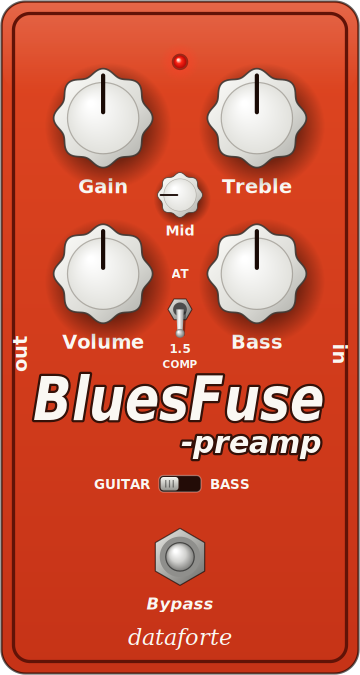 Gain
Treble
Mid
AT
Volume
Bass
1.5
COMP
out
in
BluesFuse
-preamp
GUITAR
BASS
Bypass
dataforte